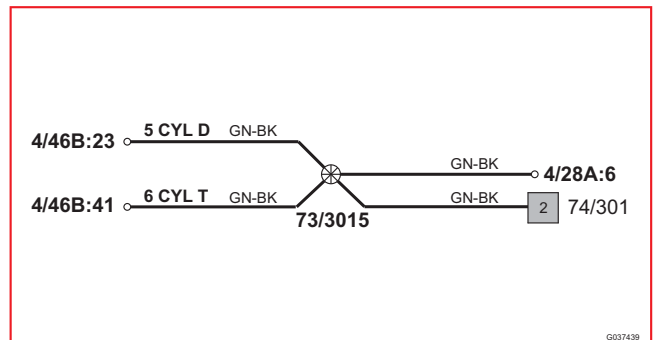 5 CYL D GN-BK
4/46B:23
GN-BK
4/28A:6
6 CYL T GN-BK
4/46B:41
GN-BK
2 74/301
73/3015
G037439